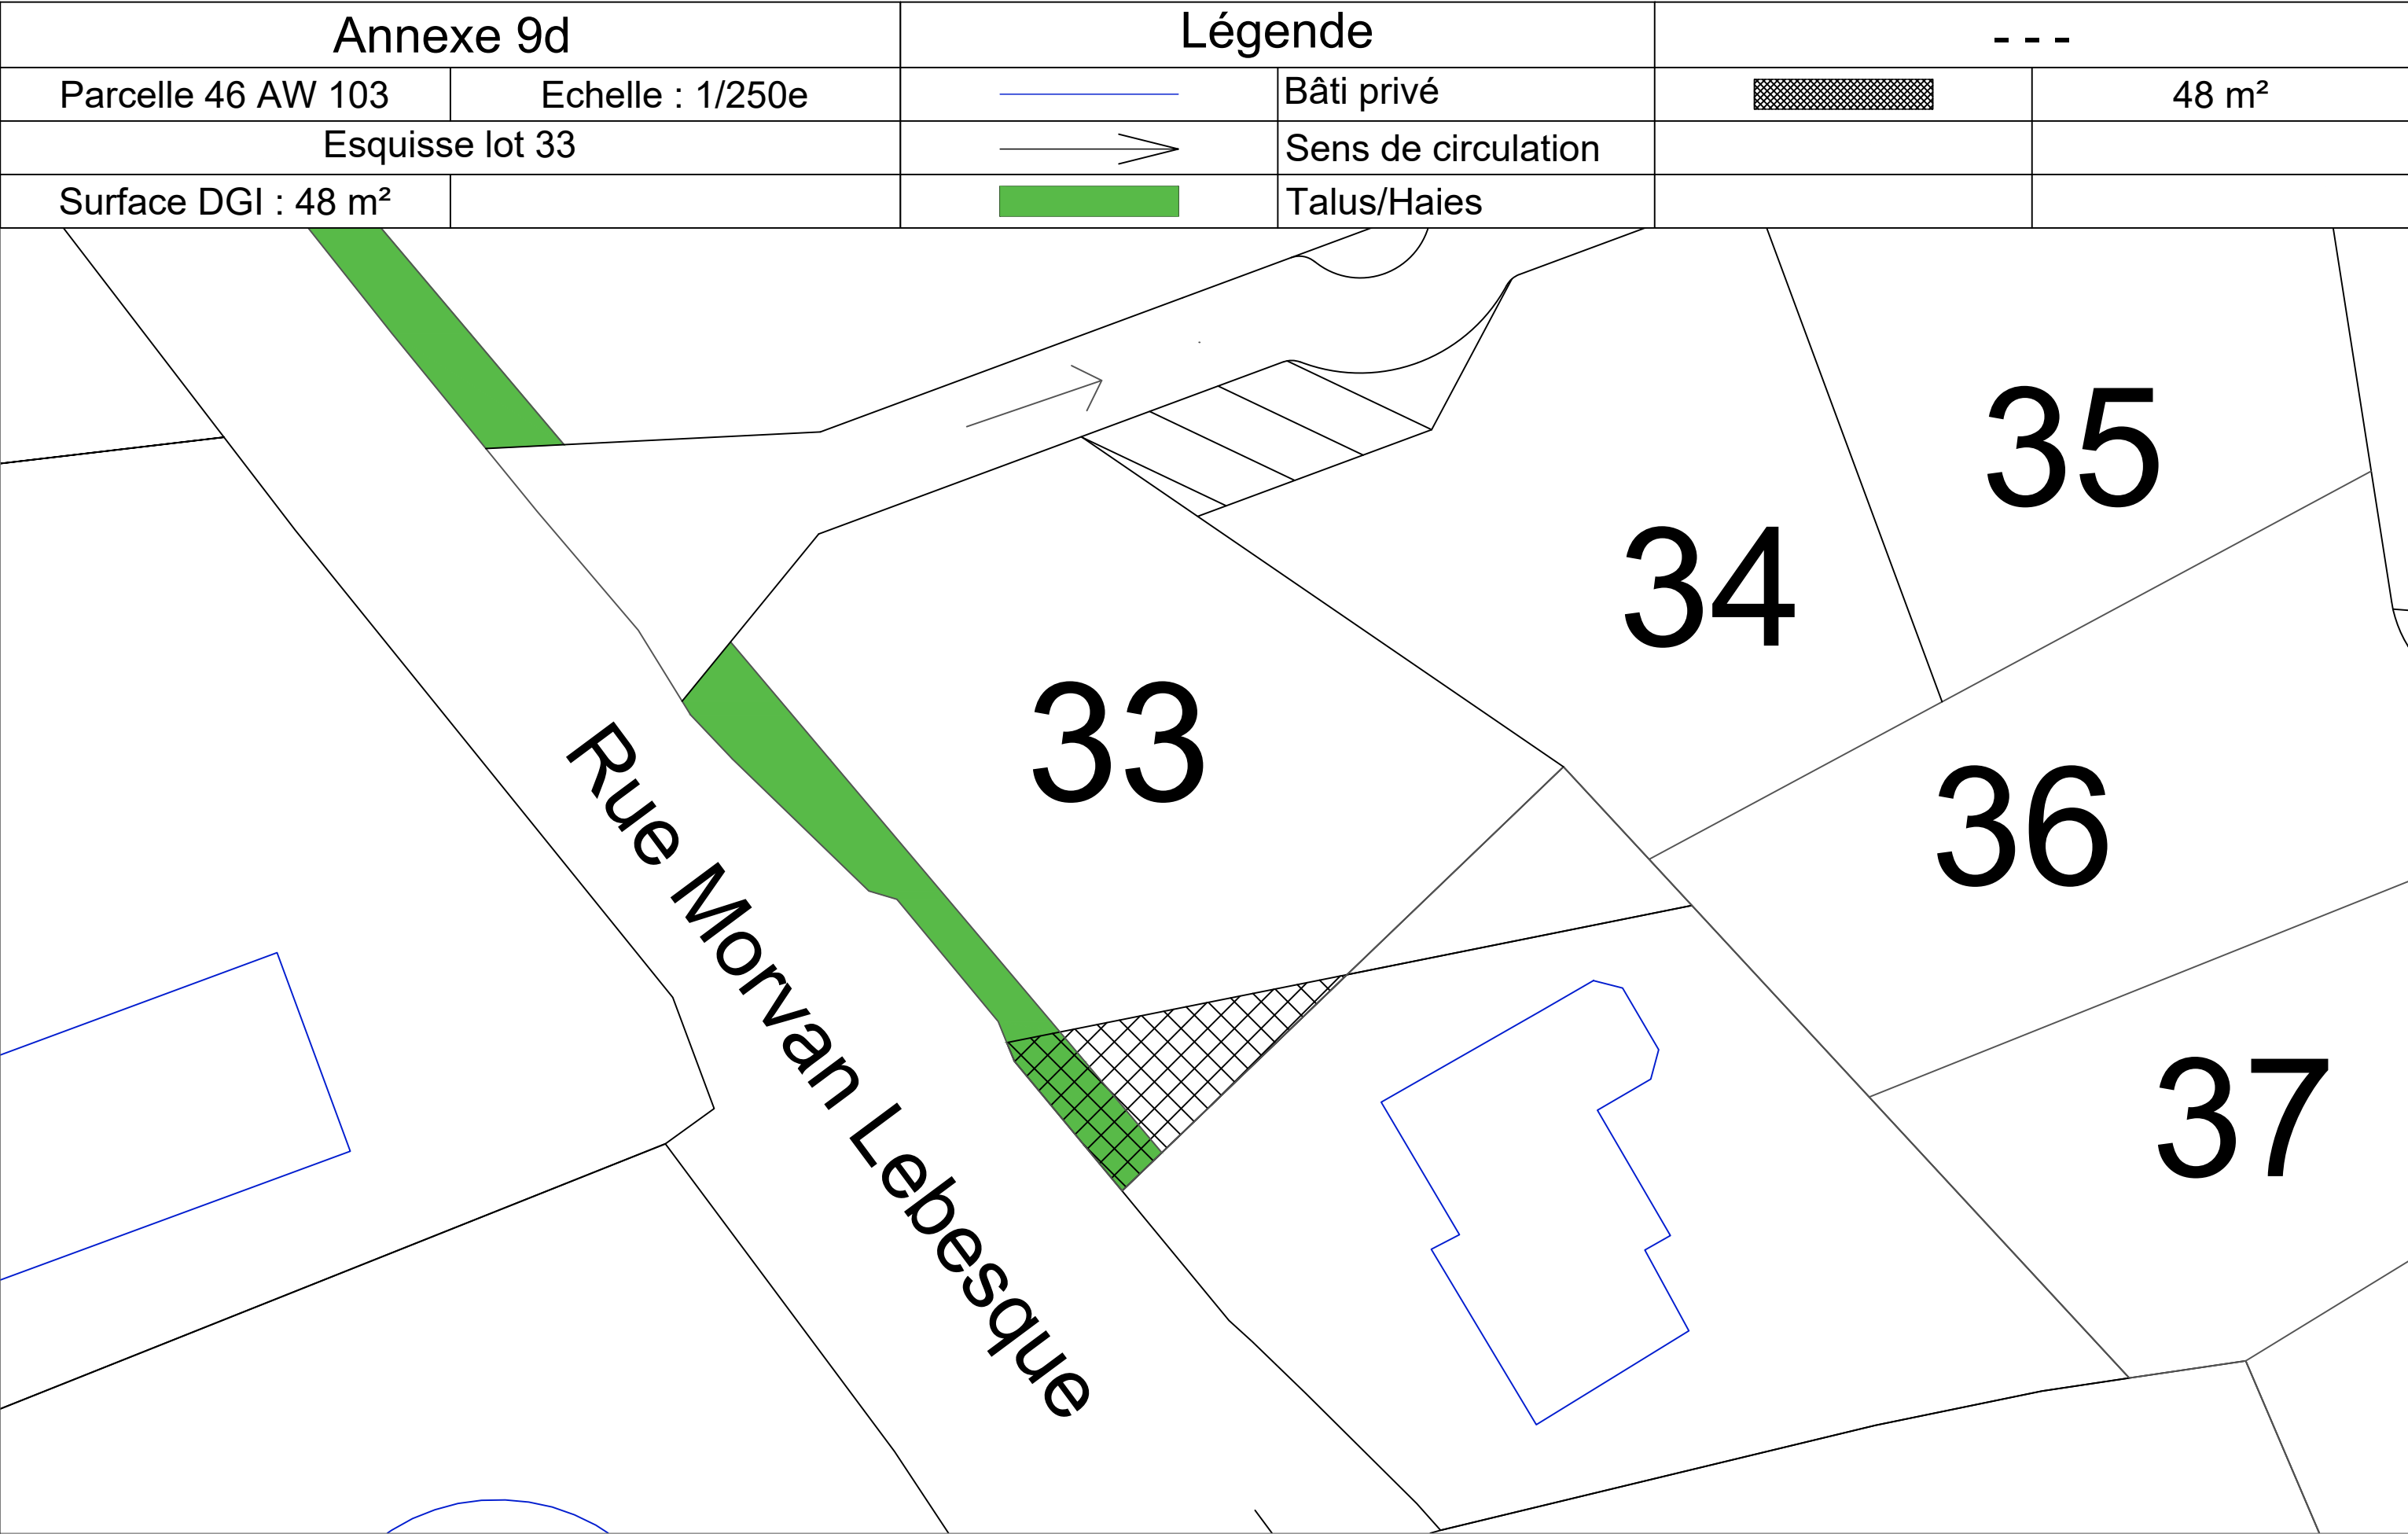 Annexe 9d
Légende
- - -
Parcelle 46 AW 103
Echelle : 1/250e
Bâti privé
48 m²
Esquisse lot 33
Sens de circulation
Surface DGI : 48 m²
Talus/Haies
35
34
33
36
37
Rue Morvan Lebesque